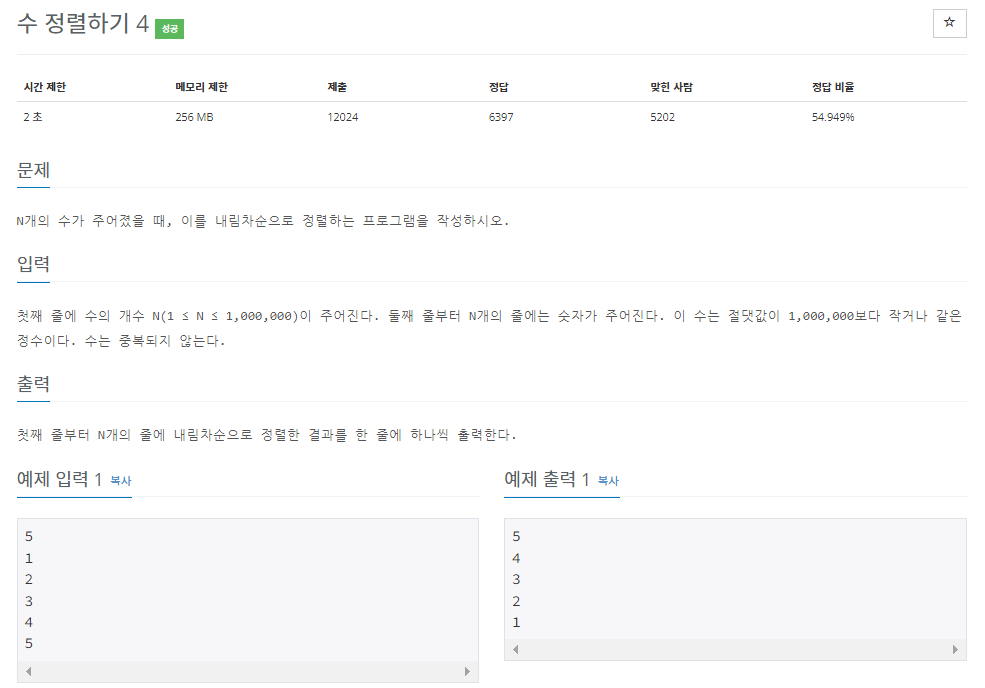 수 정렬하기 4 성공
☆
시간 제한 메모리 제한 제출 정답 맞힌 사람 정답 비율
2 초 256 MB 12024 6397 5202 54.949%
문제
N개의 수가 주어졌을 때, 이를 내림차순으로 정렬하는 프로그램을 작성하시오.
입력
첫째 줄에 수의 개수 N(1 ≤ N ≤ 1,000,000)이 주어진다. 둘째 줄부터 N개의 줄에는 숫자가 주어진다. 이 수는 절댓값이 1,000,000보다 작거나 같은
정수이다. 수는 중복되지 않는다.
출력
첫째 줄부터 N개의 줄에 내림차순으로 정렬한 결과를 한 줄에 하나씩 출력한다.
예제 입력 1 복사
5
1
2
3
4
5
예제 출력 1 복사
5
4
3
2
1